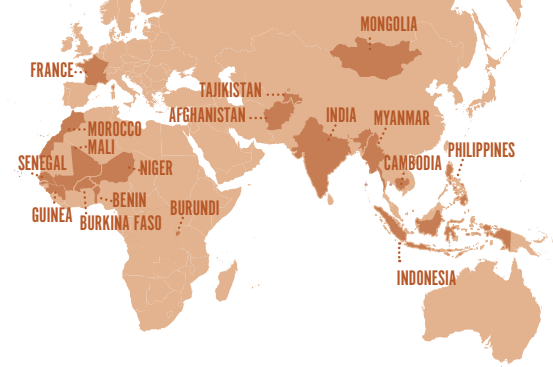 MONGOLIA
FRANCE
TAJIKISTAN
AFGHANISTAN
INDIA
MYANMAR
MOROCCO
MALI
PHILIPPINES
SENEGAL
NIGER
CAMBODIA
BENIN
GUINEA
BURKINA FASO
BURUNDI
INDONESIA